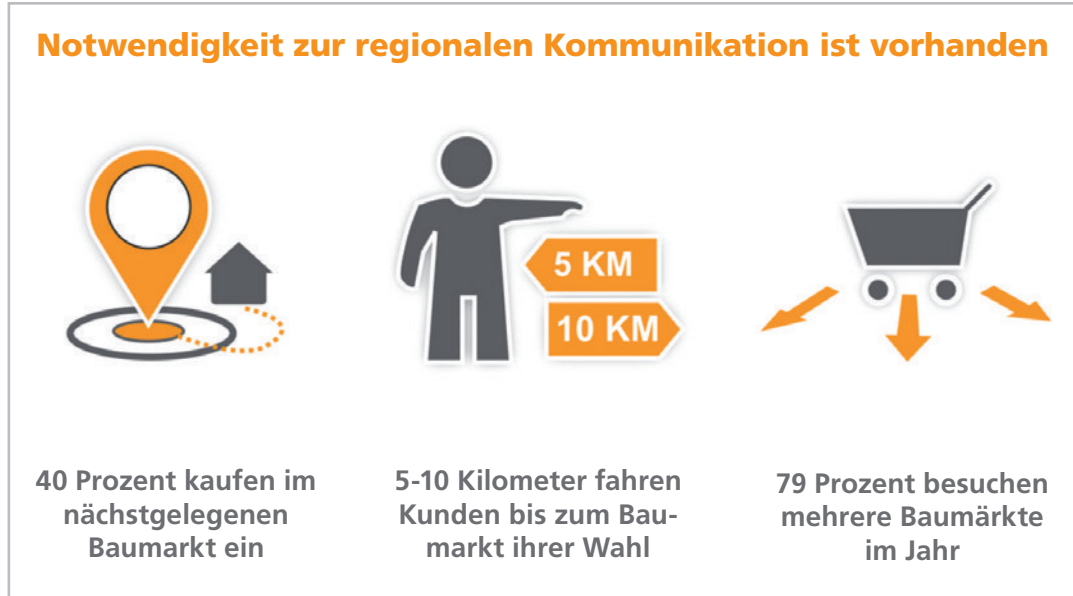 Notwendigkeit zur regionalen Kommunikation ist vorhanden
5 KM
10 KM
40 Prozent kaufen im
nächstgelegenen
Baumarkt ein
5-10 Kilometer fahren
Kunden bis zum Bau-
markt ihrer Wahl
79 Prozent besuchen
mehrere Baumärkte
im Jahr